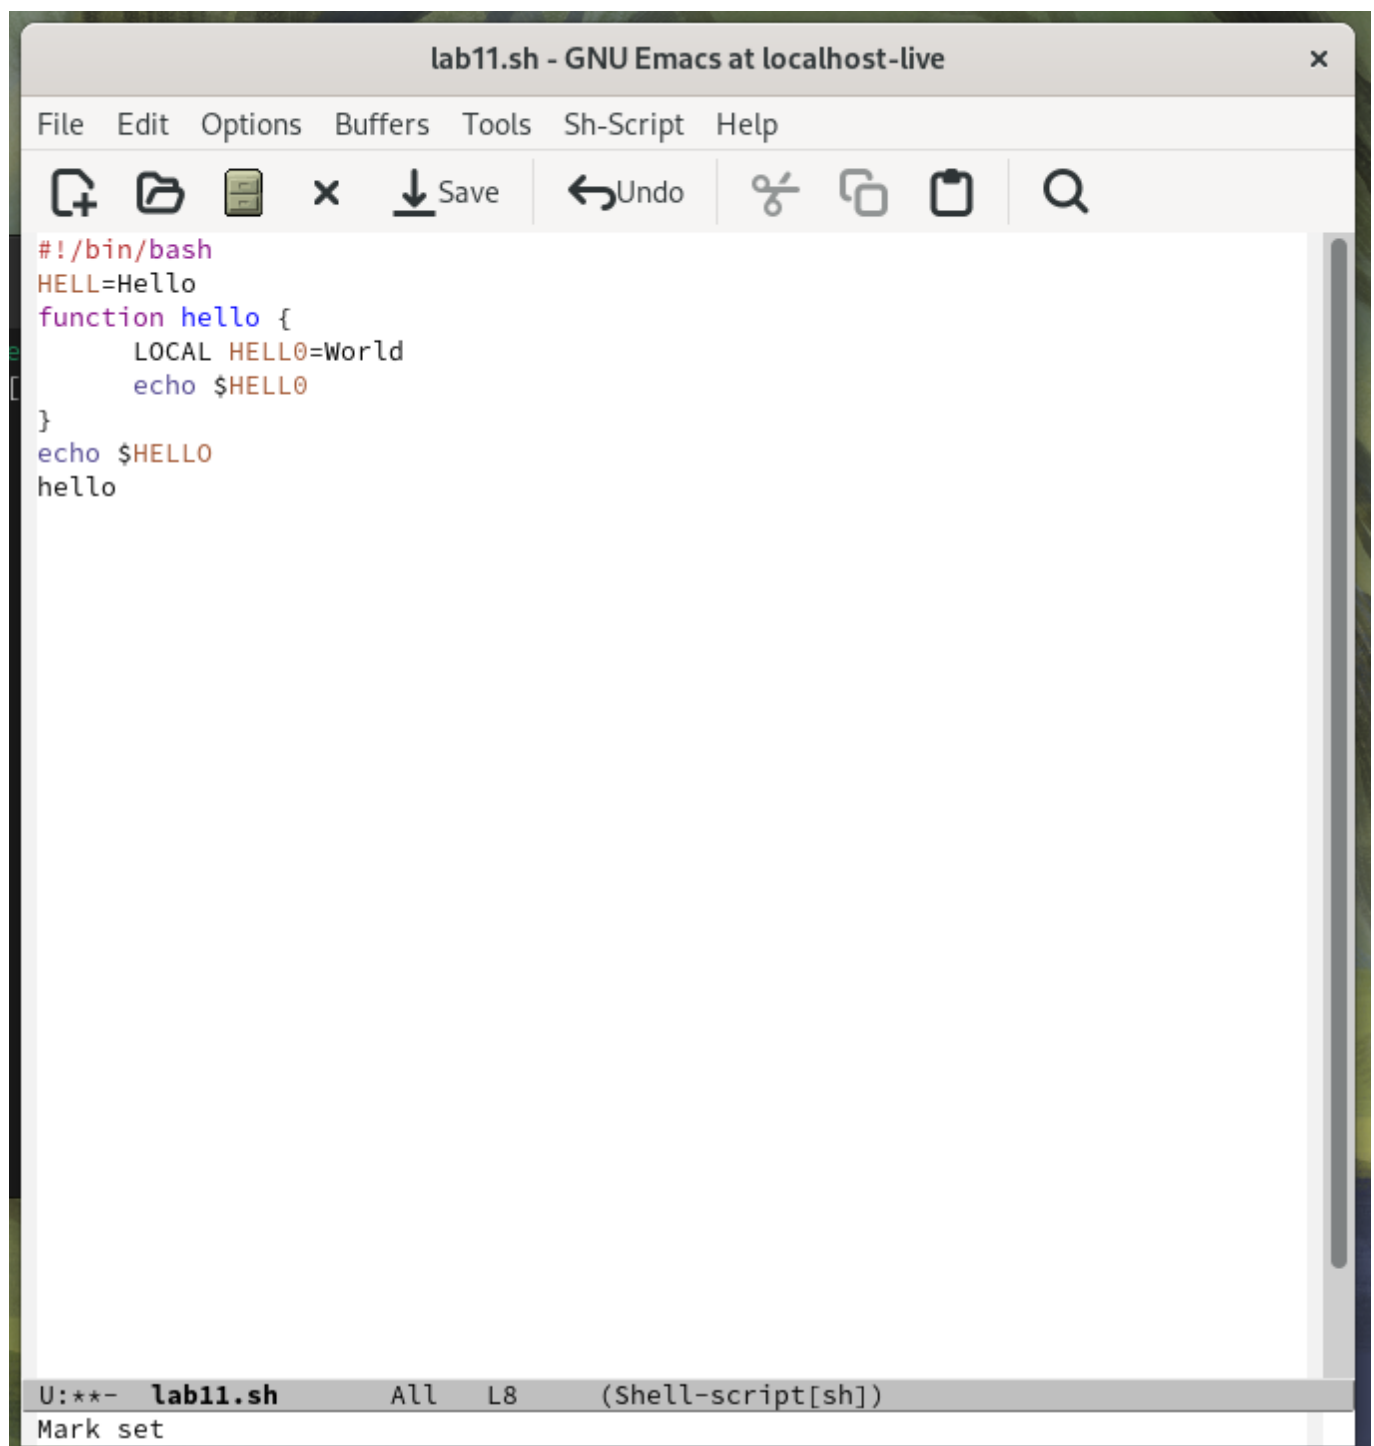 lab11.sh - GNU Emacs at localhost-live
File Edit Options Buffers Tools Sh-Script Help
Save Undo
#!/bin/bash
HELL=Hello
function hello {
      LOCAL HELL0=World
      echo $HELL0
}
echo $HELLO
hello
U:**-  lab11.sh       All   L8     (Shell-script[sh])
Mark set